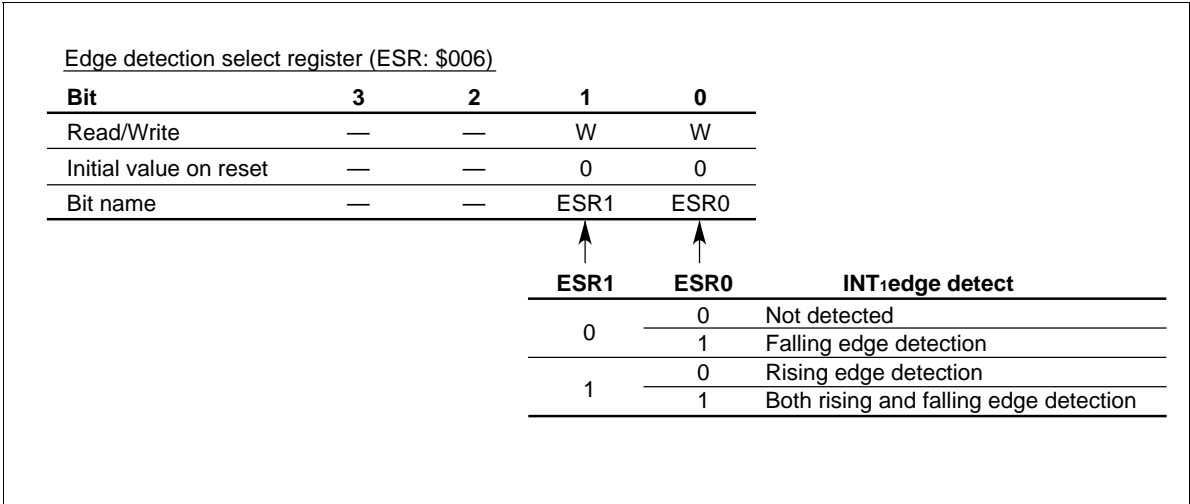 Edge detection select register (ESR: $006)
Bit 3 2 1 0
Read/Write — — W W
Initial value on reset — — 0 0
Bit name — — ESR1 ESR0
ESR1 ESR0 INT₁edge detect
0 0 Not detected
1 Falling edge detection
1 0 Rising edge detection
1 Both rising and falling edge detection